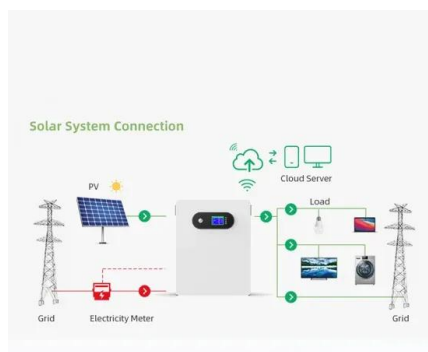 Solar System Connection
Cloud Server
PV
Load
Grid
Electricity Meter
Grid